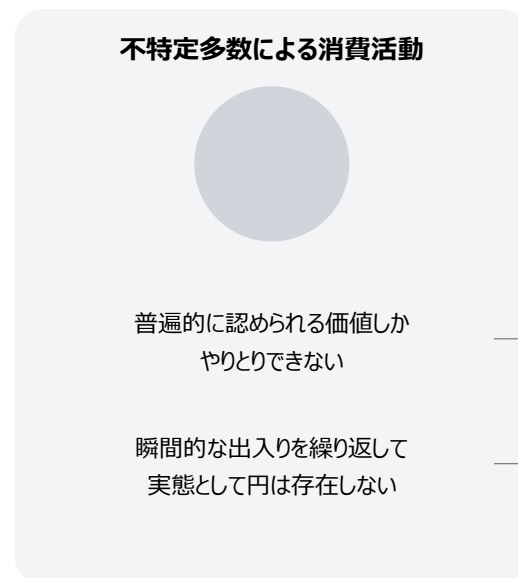 不特定多数による消費活動
普遍的に認められる価値しか
やりとりできない
瞬間的な出入りを繰り返して
実態として円は存在しない